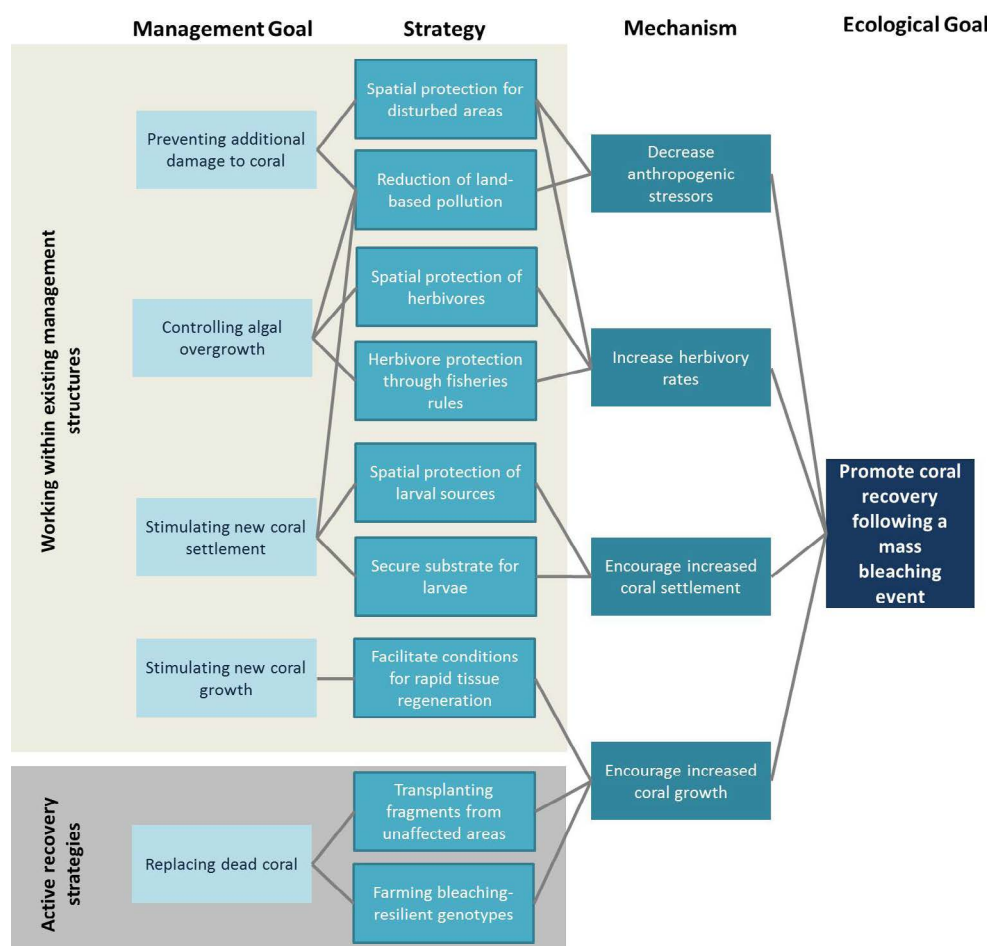 Management Goal
Strategy
Mechanism
Ecological Goal
Working within existing management
structures
Preventing additional
damage to coral
Controlling algal
overgrowth
Stimulating new coral
settlement
Stimulating new coral
growth
Spatial protection for
disturbed areas
Reduction of land-
based pollution
Spatial protection of
herbivores
Herbivore protection
through fisheries
rules
Spatial protection of
larval sources
Secure substrate for
larvae
Facilitate conditions
for rapid tissue
regeneration
Active recovery
strategies
Replacing dead coral
Transplanting
fragments from
unaffected areas
Farming bleaching-
resilient genotypes
Decrease
anthropogenic
stressors
Increase herbivory
rates
Encourage increased
coral settlement
Encourage increased
coral growth
Promote coral
recovery
following a
mass
bleaching
event